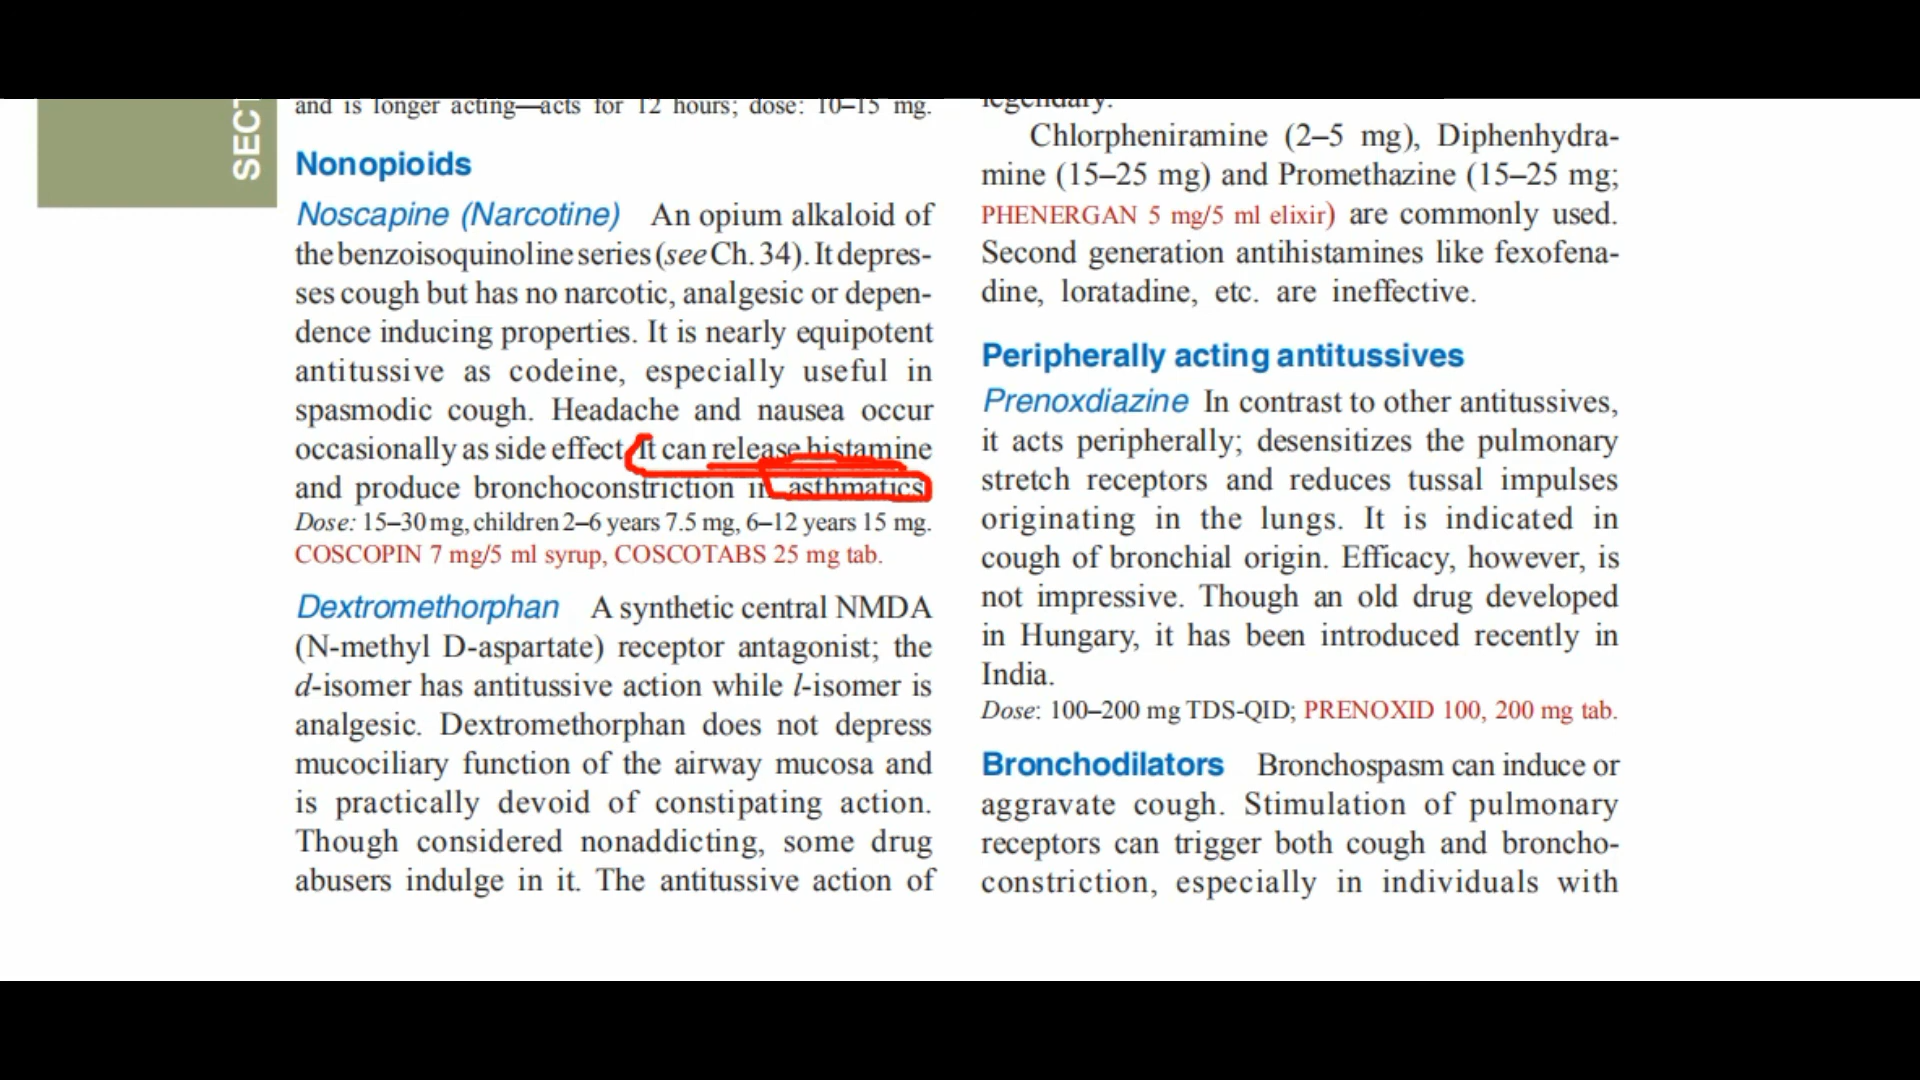 SECT
and is longer acting—acts for 12 hours; dose: 10–15 mg.
Nonopioids
Noscapine (Narcotine) An opium alkaloid of
the benzoisoquinoline series (see Ch. 34). It depres-
ses cough but has no narcotic, analgesic or depen-
dence inducing properties. It is nearly equipotent
antitussive as codeine, especially useful in
spasmodic cough. Headache and nausea occur
occasionally as side effect. It can release histamine
and produce bronchoconstriction in asthmatics.
Dose: 15–30 mg, children 2–6 years 7.5 mg, 6–12 years 15 mg.
COSCOPIN 7 mg/5 ml syrup, COSCOTABS 25 mg tab.
Dextromethorphan A synthetic central NMDA
(N-methyl D-aspartate) receptor antagonist; the
d-isomer has antitussive action while l-isomer is
analgesic. Dextromethorphan does not depress
mucociliary function of the airway mucosa and
is practically devoid of constipating action.
Though considered nonaddicting, some drug
abusers indulge in it. The antitussive action of
legendary.
Chlorpheniramine (2–5 mg), Diphenhydra-
mine (15–25 mg) and Promethazine (15–25 mg;
PHENERGAN 5 mg/5 ml elixir) are commonly used.
Second generation antihistamines like fexofena-
dine, loratadine, etc. are ineffective.
Peripherally acting antitussives
Prenoxdiazine In contrast to other antitussives,
it acts peripherally; desensitizes the pulmonary
stretch receptors and reduces tussal impulses
originating in the lungs. It is indicated in
cough of bronchial origin. Efficacy, however, is
not impressive. Though an old drug developed
in Hungary, it has been introduced recently in
India.
Dose: 100–200 mg TDS-QID; PRENOXID 100, 200 mg tab.
Bronchodilators Bronchospasm can induce or
aggravate cough. Stimulation of pulmonary
receptors can trigger both cough and broncho-
constriction, especially in individuals with